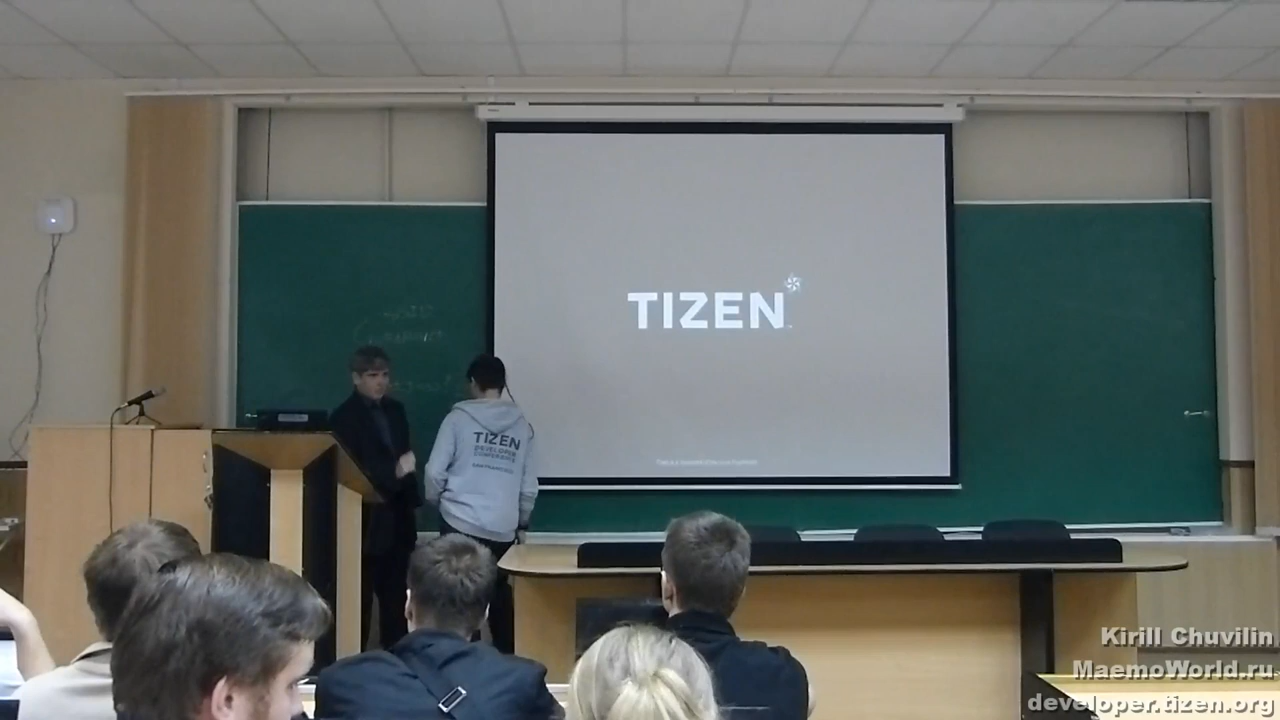 TIZEN
TIZEN
DEVELOPER
CONFERENCE
Kirill Chuvilin
MaemoWorld.ru
developer.tizen.org